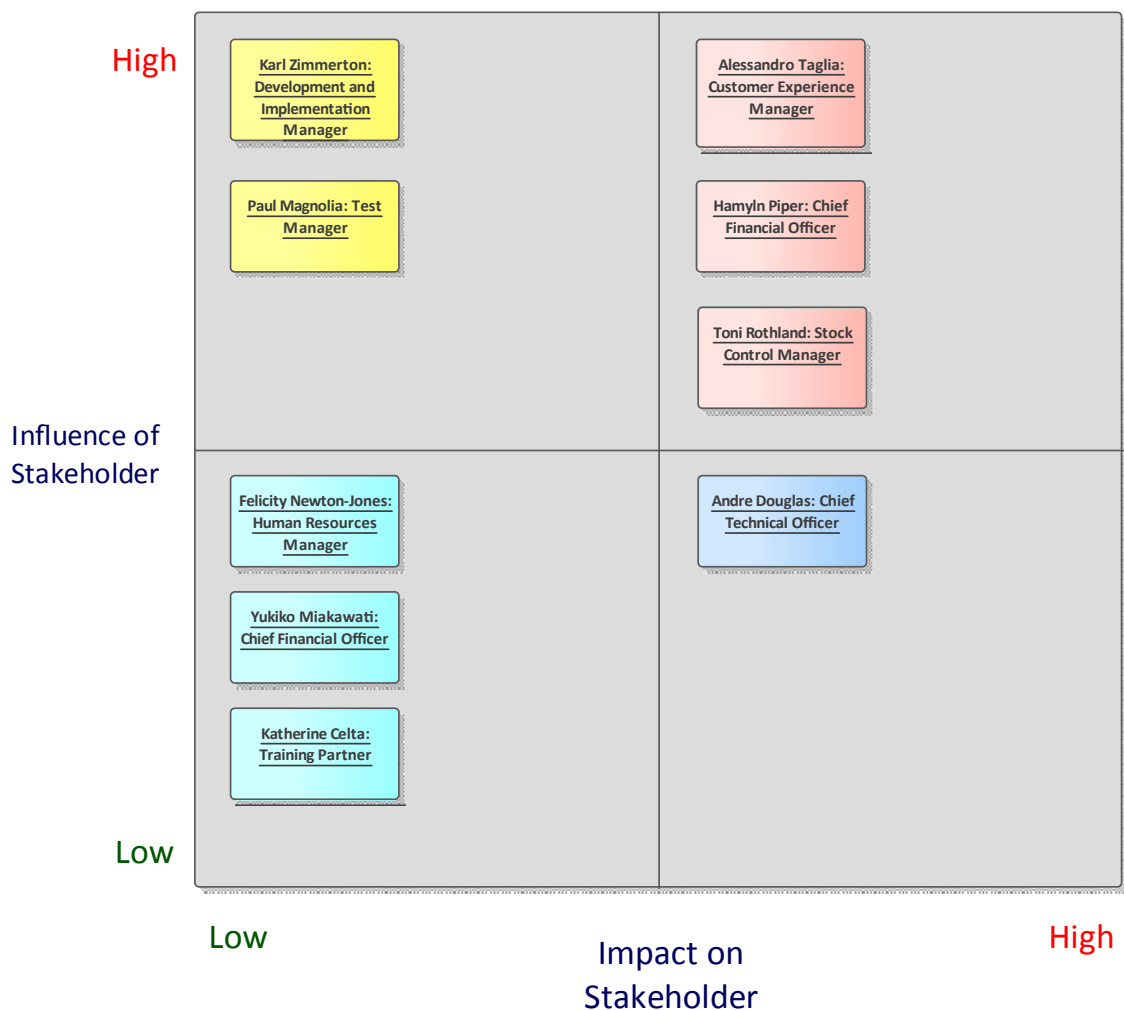 High
Karl Zimmerton:
Development and
Implementation
Manager
Alessandro Taglia:
Customer Experience
Manager
Paul Magnolia: Test
Manager
Hamyln Piper: Chief
Financial Officer
Toni Rothland: Stock
Control Manager
Influence of
Stakeholder
Felicity Newton-Jones:
Human Resources
Manager
Andre Douglas: Chief
Technical Officer
Yukiko Miakawati:
Chief Financial Officer
Katherine Celta:
Training Partner
Low
Low
Impact on
Stakeholder
High